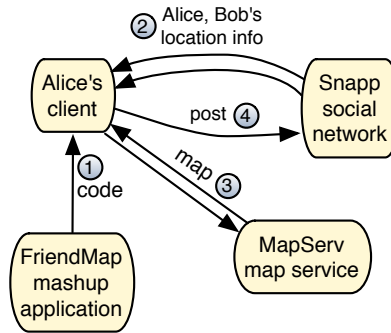 2 Alice, Bob's
location info
Alice's
client
Snapp
social
network
post 4
map 3
1
code
FriendMap
mashup
application
MapServ
map service